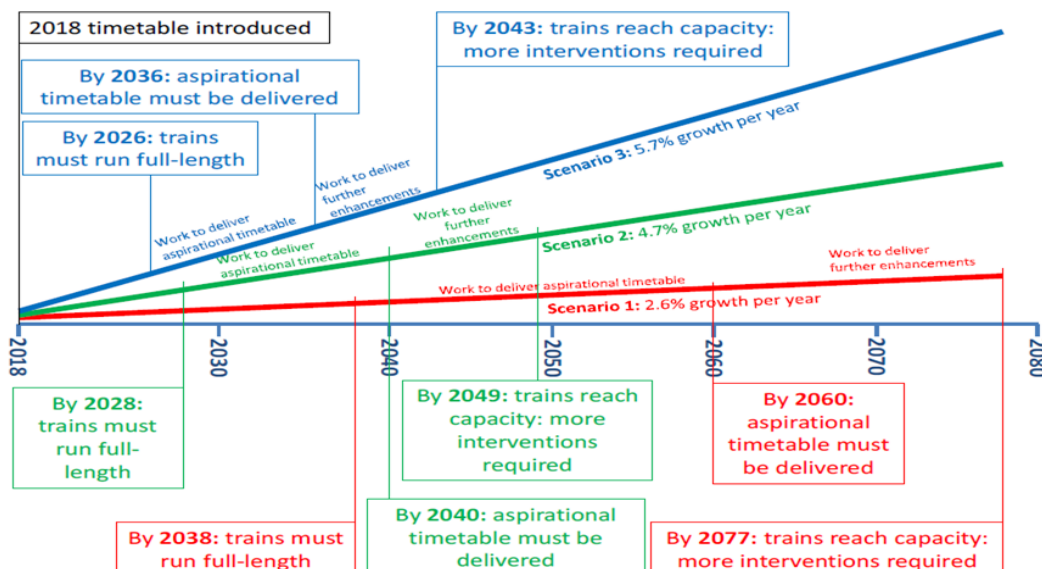 2018 timetable introduced
By 2043: trains reach capacity:
more interventions required
By 2036: aspirational
timetable must be delivered
By 2026: trains
must run full-length
Scenario 3: 5.7% growth per year
Work to deliver
further
enhancements
Work to deliver
aspirational timetable
Work to deliver
further
enhancements
Work to deliver
aspirational timetable
Scenario 2: 4.7% growth per year
Work to deliver
further enhancements
Work to deliver aspirational timetable
Scenario 1: 2.6% growth per year
2018
2030
2040
2050
2060
2070
2080
By 2028:
trains must
run full-
length
By 2049: trains reach
capacity: more
interventions
required
By 2060:
aspirational
timetable must
be delivered
By 2038: trains must
run full-length
By 2040: aspirational
timetable must be
delivered
By 2077: trains reach capacity:
more interventions required